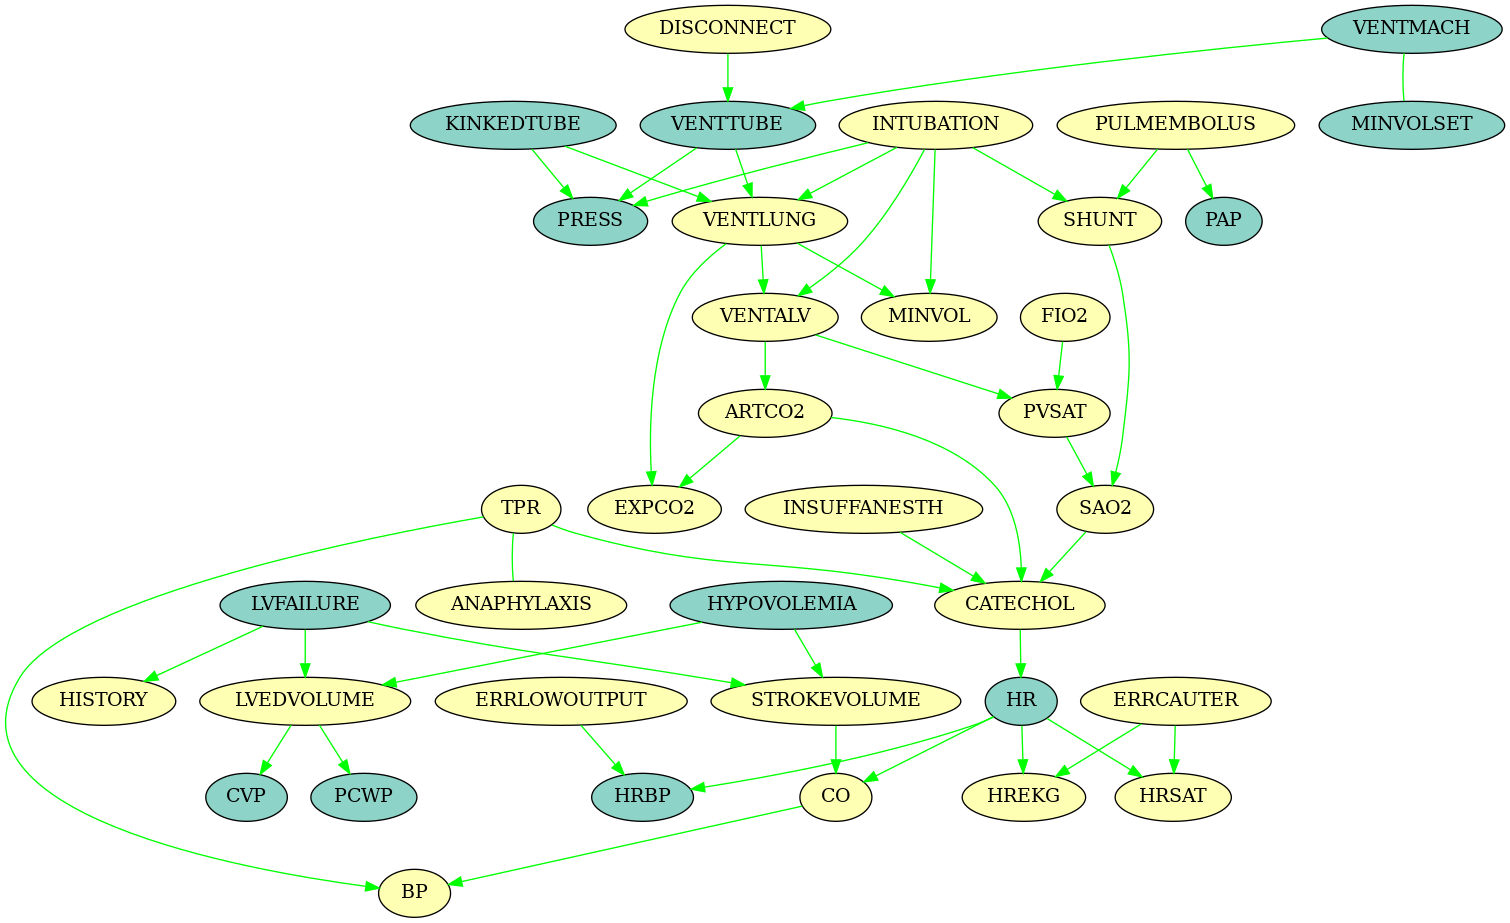 DISCONNECT
VENTMACH
KINKEDTUBE
VENTTUBE
INTUBATION
PULMEMBOLUS
MINVOLSET
PRESS
VENTLUNG
SHUNT
PAP
VENTALV
MINVOL
FIO2
ARTCO2
PVSAT
TPR
EXPCO2
INSUFFANESTH
SAO2
LVFAILURE
ANAPHYLAXIS
HYPOVOLEMIA
CATECHOL
HISTORY
LVEDVOLUME
ERRLOWOUTPUT
STROKEVOLUME
HR
ERRCAUTER
CVP
PCWP
HRBP
CO
HREKG
HRSAT
BP